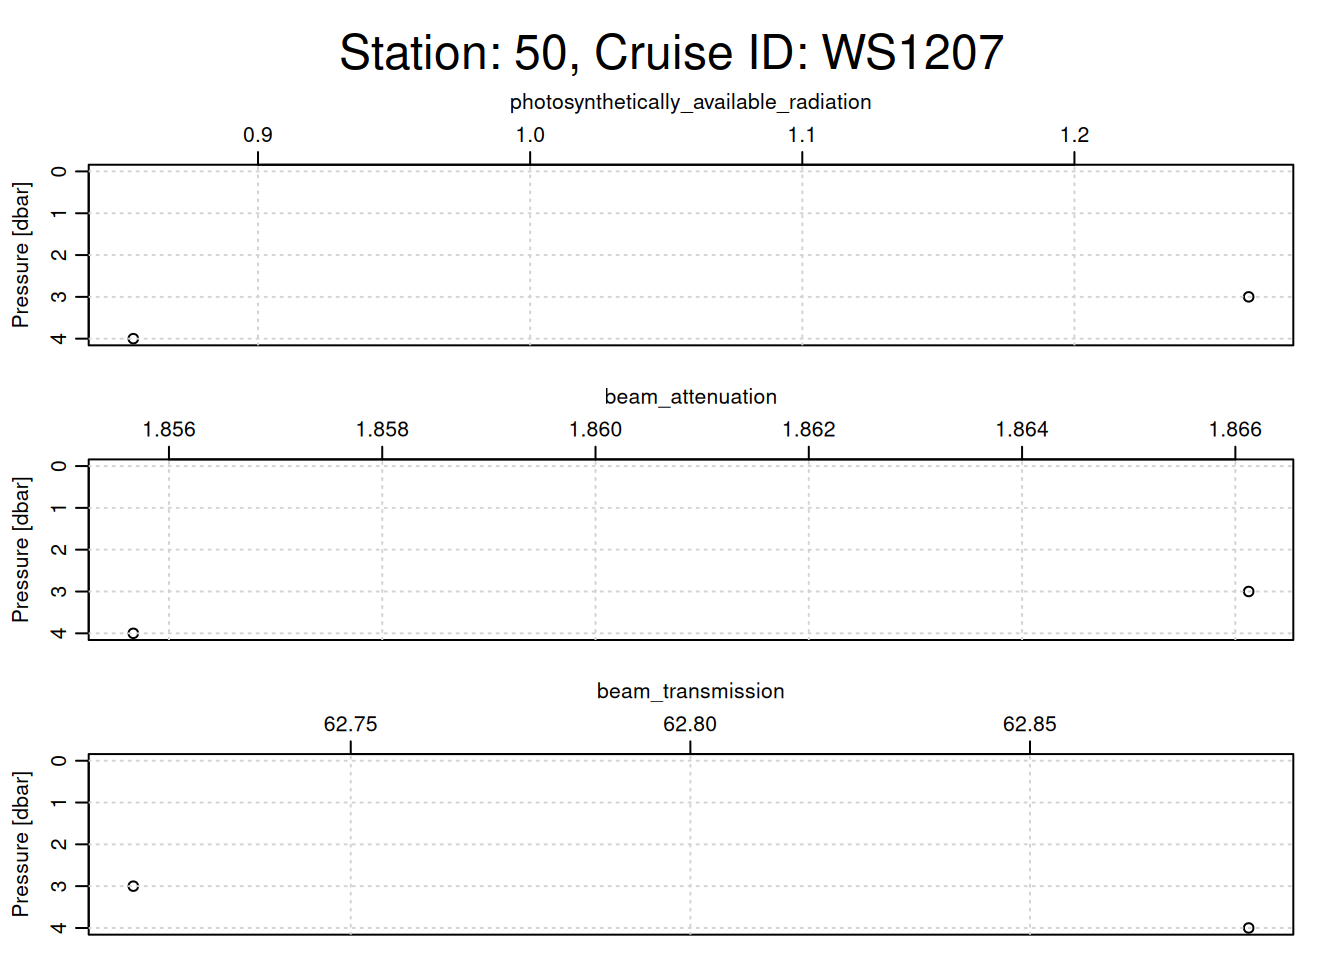 Station: 50, Cruise ID: WS1207
photosynthetically_available_radiation
0.9 1.0 1.1 1.2
Pressure [dbar]
0
1
2
3
4
beam_attenuation
1.856 1.858 1.860 1.862 1.864 1.866
Pressure [dbar]
0
1
2
3
4
beam_transmission
62.75 62.80 62.85
Pressure [dbar]
0
1
2
3
4